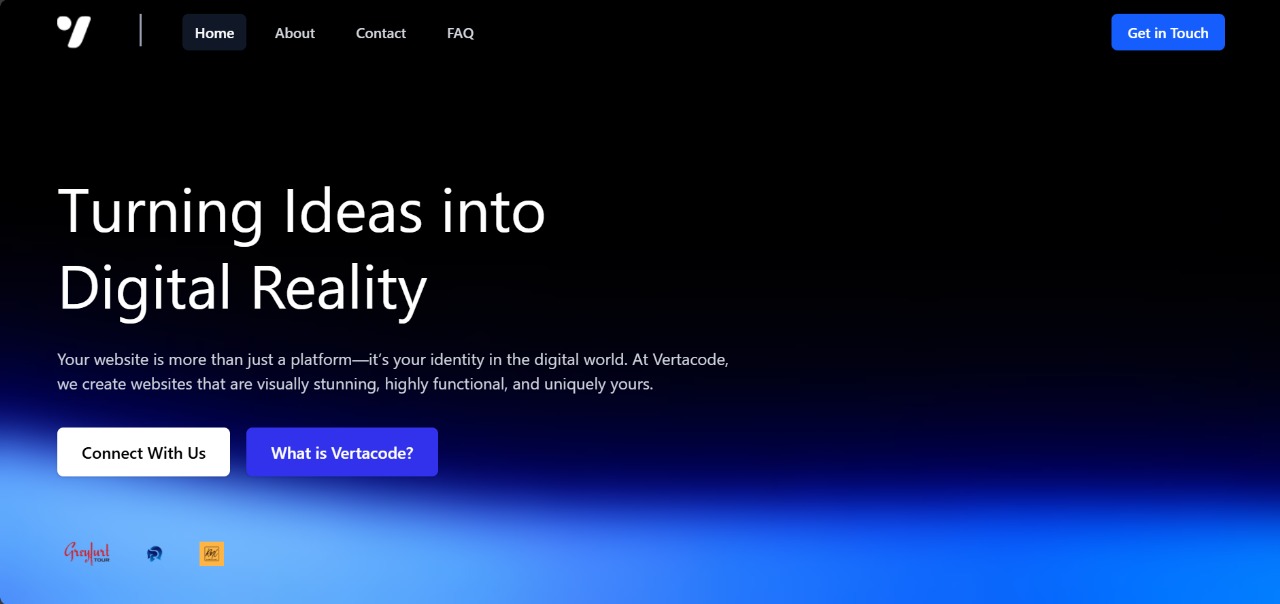 Home
About
Contact
FAQ
Get in Touch
Turning Ideas into
Digital Reality
Your website is more than just a platform—it's your identity in the digital world. At Vertacode,
we create websites that are visually stunning, highly functional, and uniquely yours.
Connect With Us
What is Vertacode?
Greyfurt
TOUR